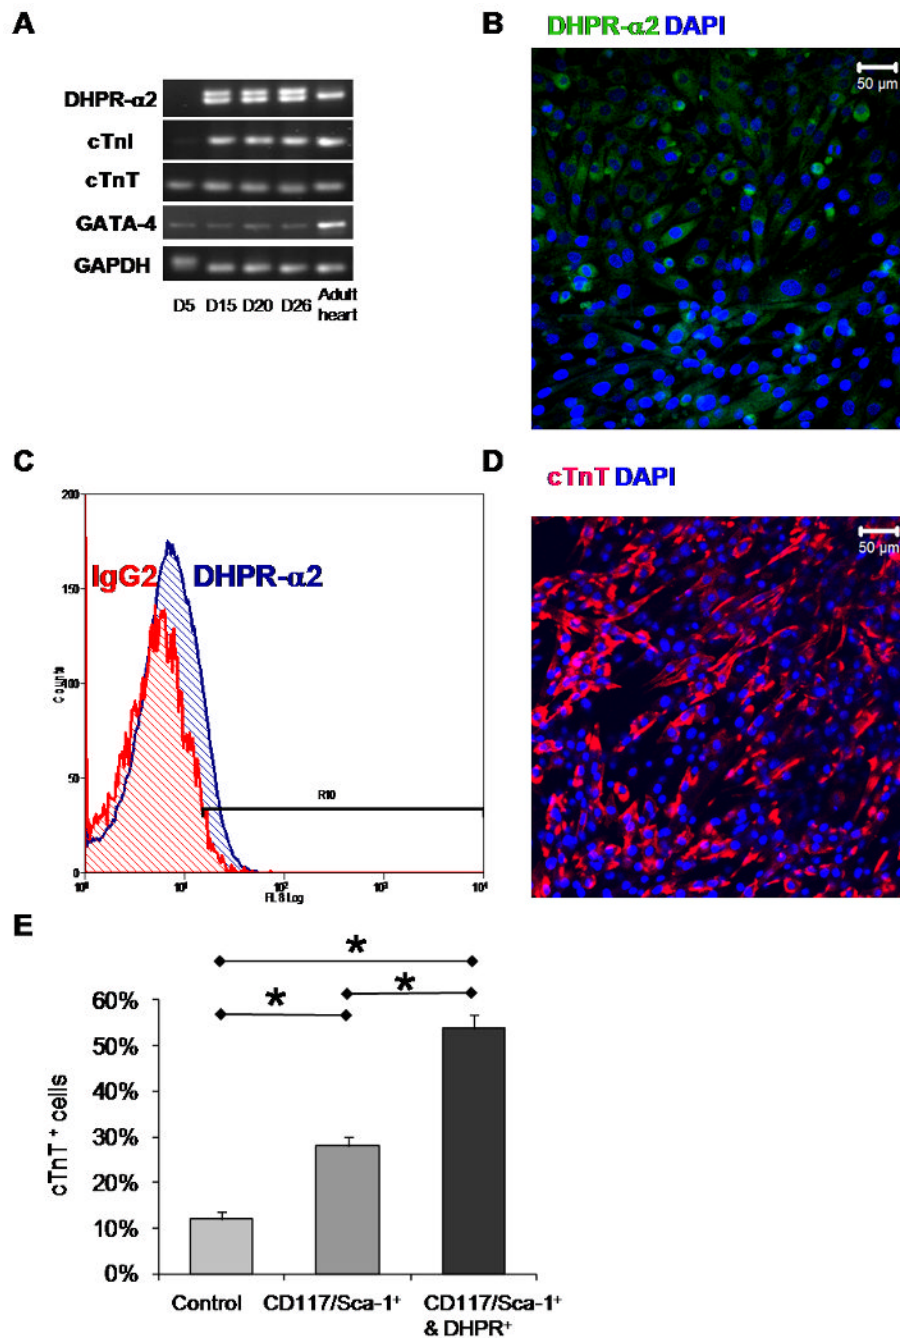 A
DHPR-α2
cTnI
cTnT
GATA-4
GAPDH
D5 D15 D20 D26 Adult heart
B
DHPR-α2 DAPI
50 µm
C
200
150
100
50
0
Counts
IgG2 DHPR-α2
R10
10⁰ 10¹ 10² 10³ 10⁴
FL 8 Log
D
cTnT DAPI
50 µm
E
* 
* *
60%
50%
40%
30%
20%
10%
0%
cTnT⁺ cells
Control CD117/Sca-1⁺ CD117/Sca-1⁺
& DHPR⁺